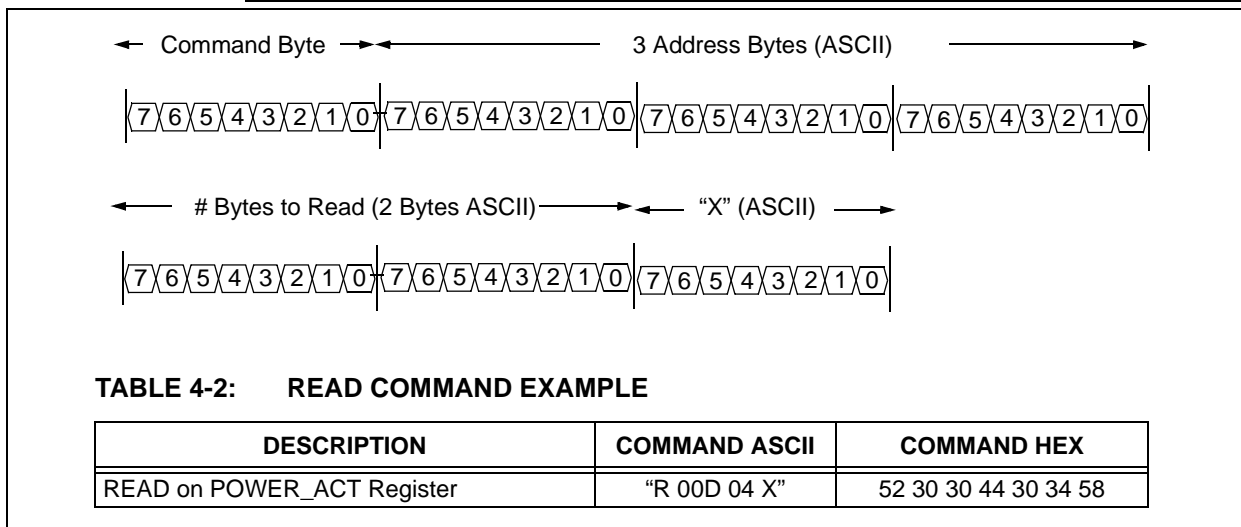 Command Byte 3 Address Bytes (ASCII)
7 6 5 4 3 2 1 0 7 6 5 4 3 2 1 0 7 6 5 4 3 2 1 0 7 6 5 4 3 2 1 0
# Bytes to Read (2 Bytes ASCII) “X” (ASCII)
7 6 5 4 3 2 1 0 7 6 5 4 3 2 1 0 7 6 5 4 3 2 1 0
TABLE 4-2: READ COMMAND EXAMPLE
DESCRIPTION COMMAND ASCII COMMAND HEX
READ on POWER_ACT Register “R 00D 04 X” 52 30 30 44 30 34 58